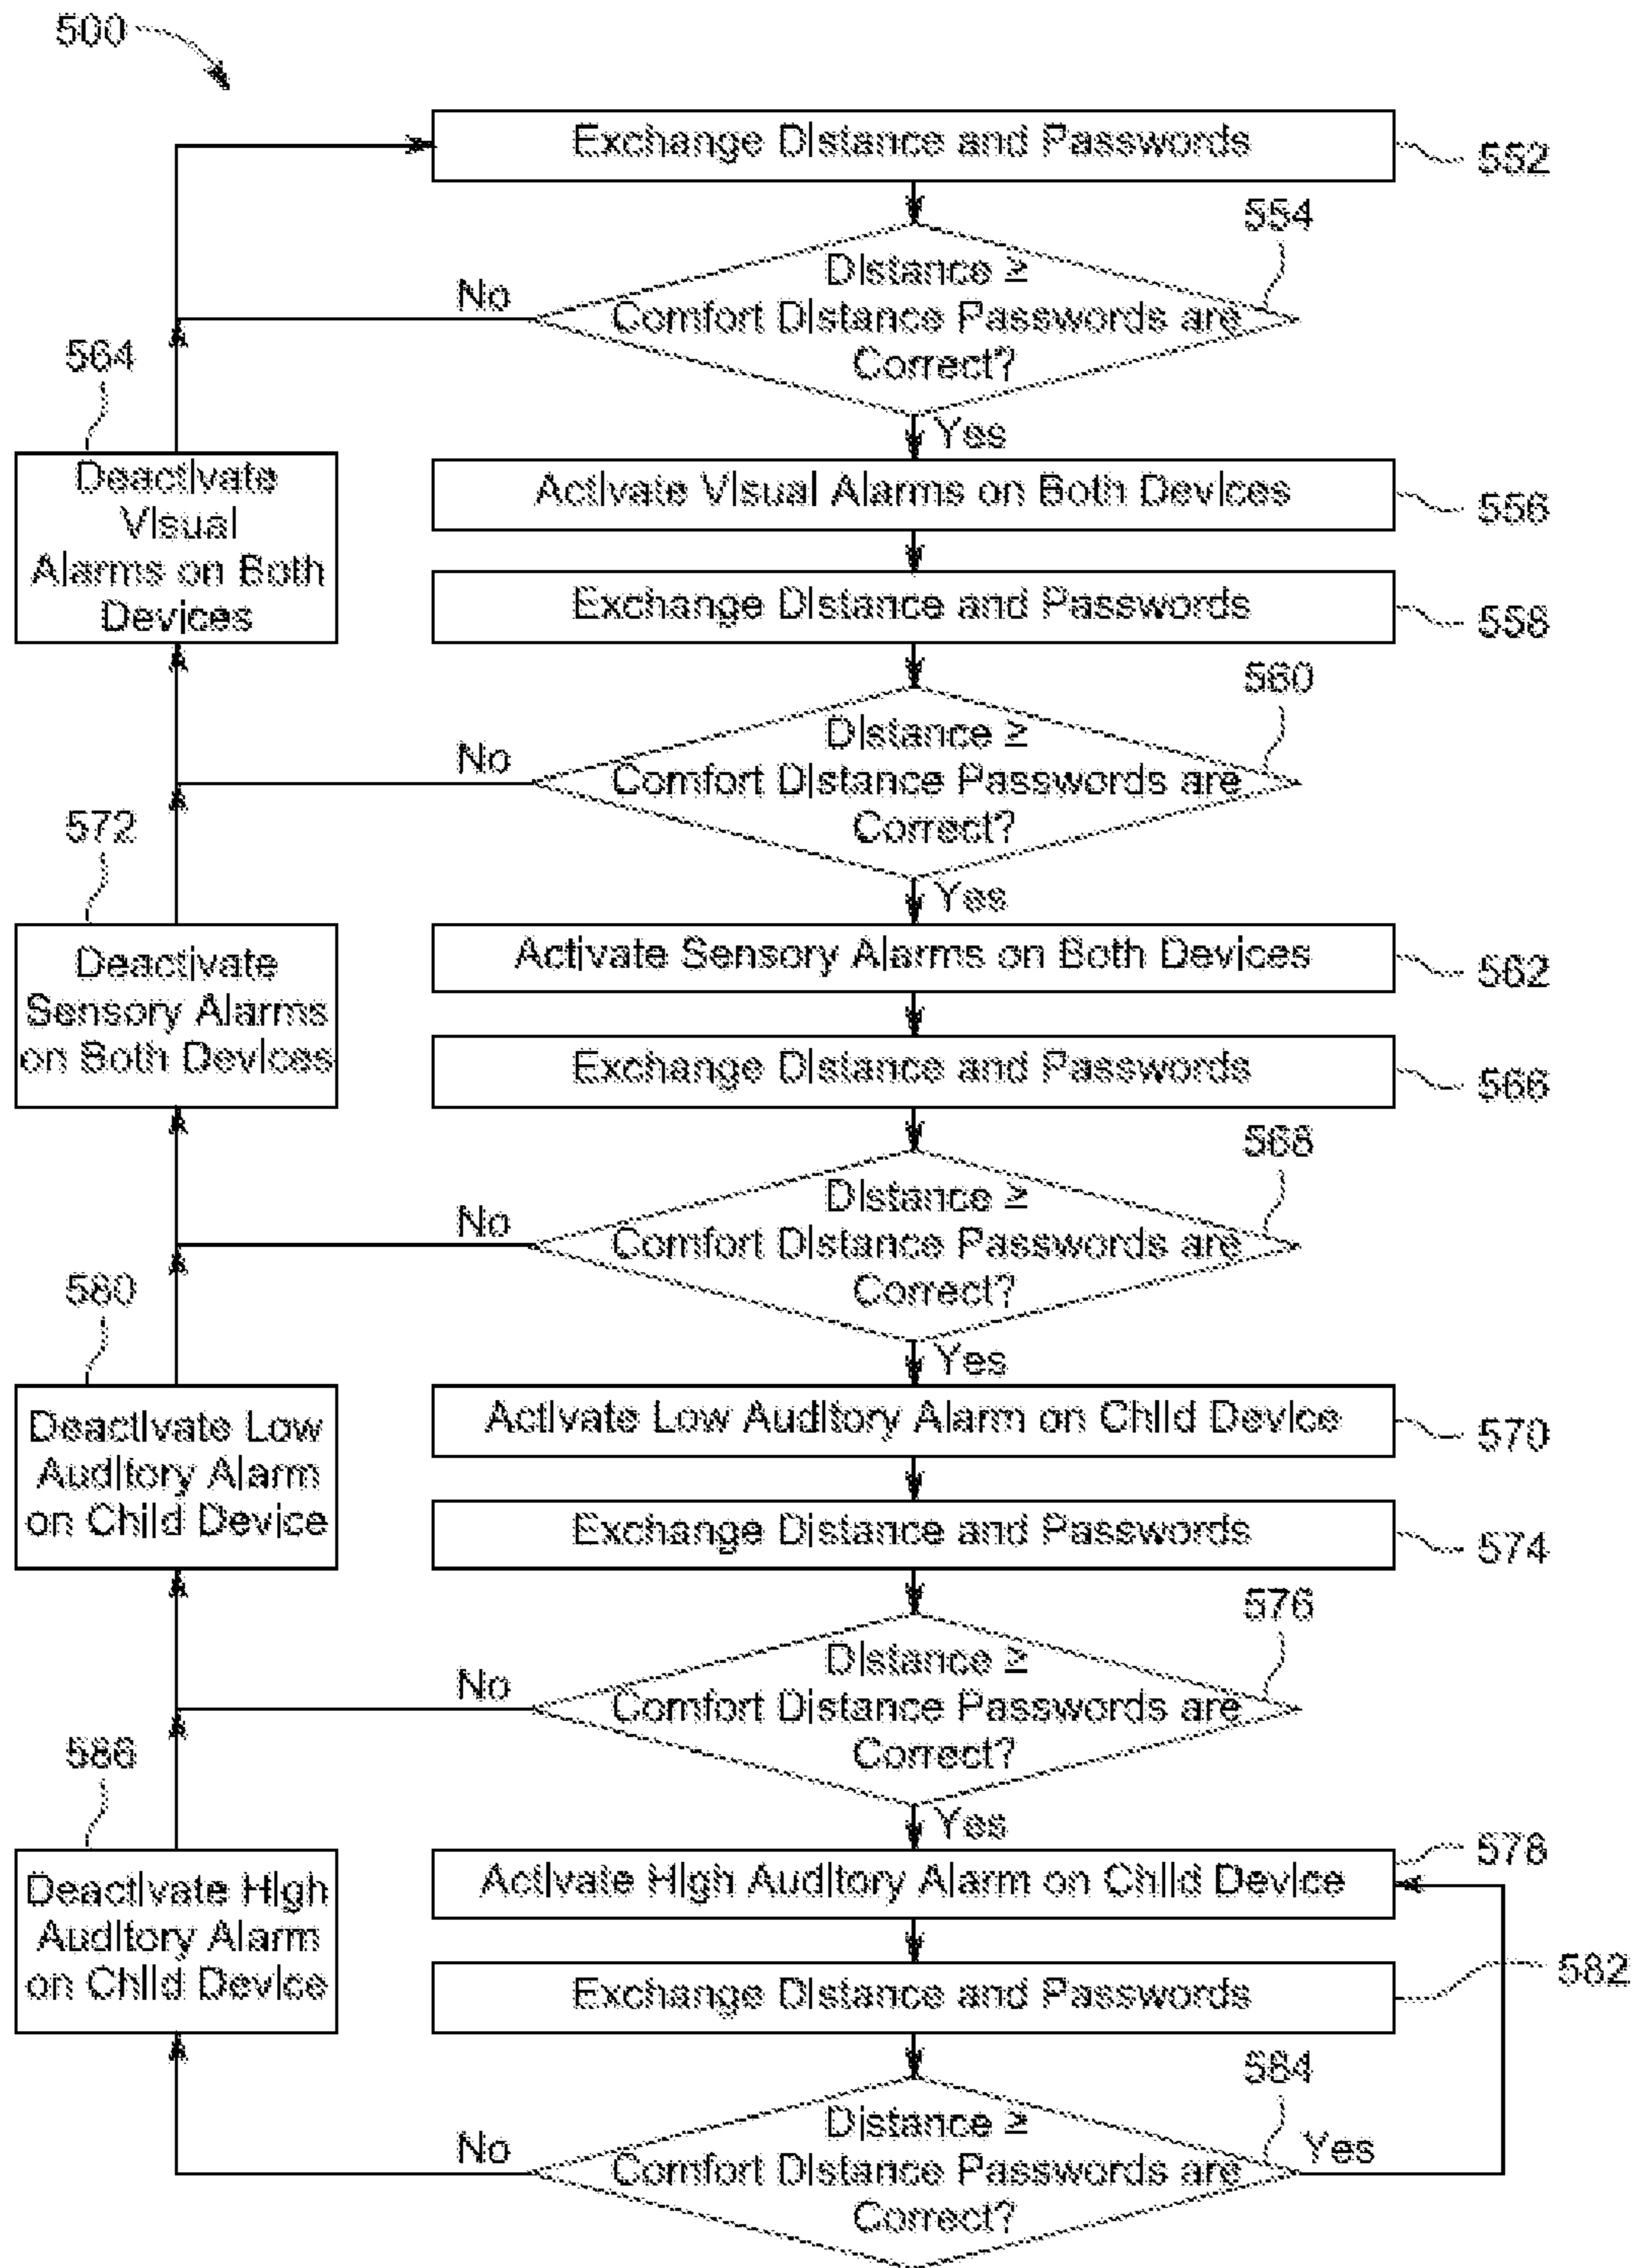 500
Exchange Distance and Passwords
552
554
Distance ≥
Comfort Distance Passwords are
Correct?
No
Yes
564
Deactivate
Visual
Alarms on Both
Devices
Activate Visual Alarms on Both Devices
556
Exchange Distance and Passwords
558
560
Distance ≥
Comfort Distance Passwords are
Correct?
No
Yes
572
Deactivate
Sensory Alarms
on Both Devices
Activate Sensory Alarms on Both Devices
562
Exchange Distance and Passwords
566
568
Distance ≥
Comfort Distance Passwords are
Correct?
No
Yes
580
Deactivate Low
Auditory Alarm
on Child Device
Activate Low Auditory Alarm on Child Device
570
Exchange Distance and Passwords
574
576
Distance ≥
Comfort Distance Passwords are
Correct?
No
Yes
586
Deactivate High
Auditory Alarm
on Child Device
Activate High Auditory Alarm on Child Device
578
Exchange Distance and Passwords
582
584
Distance ≥
Comfort Distance Passwords are
Correct?
No
Yes